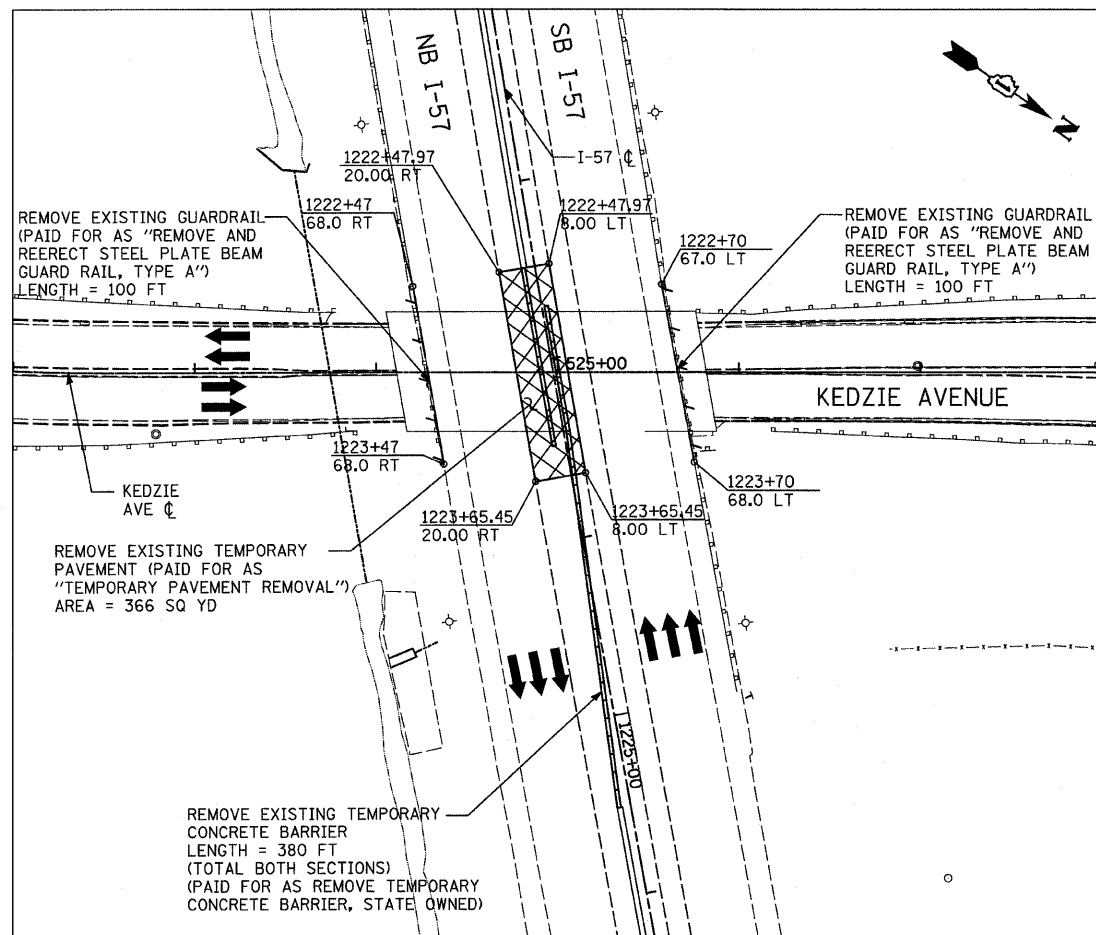 NB I-57
SB I-57
N
I-57 ℄
1222+47.97
20.00 RT
1222+47
68.0 RT
1222+47.97
8.00 LT
1222+70
67.0 LT
REMOVE EXISTING GUARDRAIL
(PAID FOR AS "REMOVE AND
REERECT STEEL PLATE BEAM
GUARD RAIL, TYPE A")
LENGTH = 100 FT
REMOVE EXISTING GUARDRAIL
(PAID FOR AS "REMOVE AND
REERECT STEEL PLATE BEAM
GUARD RAIL, TYPE A")
LENGTH = 100 FT
525+00
KEDZIE AVENUE
1223+47
68.0 RT
1223+70
68.0 LT
KEDZIE
AVE ℄
1223+65.45
20.00 RT
1223+65.45
8.00 LT
REMOVE EXISTING TEMPORARY
PAVEMENT (PAID FOR AS
"TEMPORARY PAVEMENT REMOVAL")
AREA = 366 SQ YD
1225+00
REMOVE EXISTING TEMPORARY
CONCRETE BARRIER
LENGTH = 380 FT
(TOTAL BOTH SECTIONS)
(PAID FOR AS REMOVE TEMPORARY
CONCRETE BARRIER, STATE OWNED)